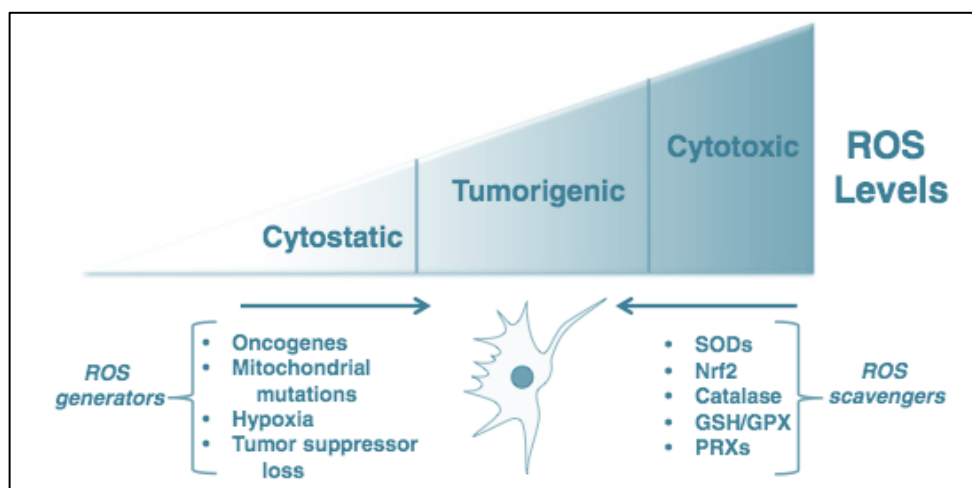 Cytotoxic
ROS
Levels
Tumorigenic
Cytostatic
ROS
generators
• Oncogenes
• Mitochondrial
mutations
• Hypoxia
• Tumor suppressor
loss
• SODs
• Nrf2
• Catalase
• GSH/GPX
• PRXs
ROS
scavengers